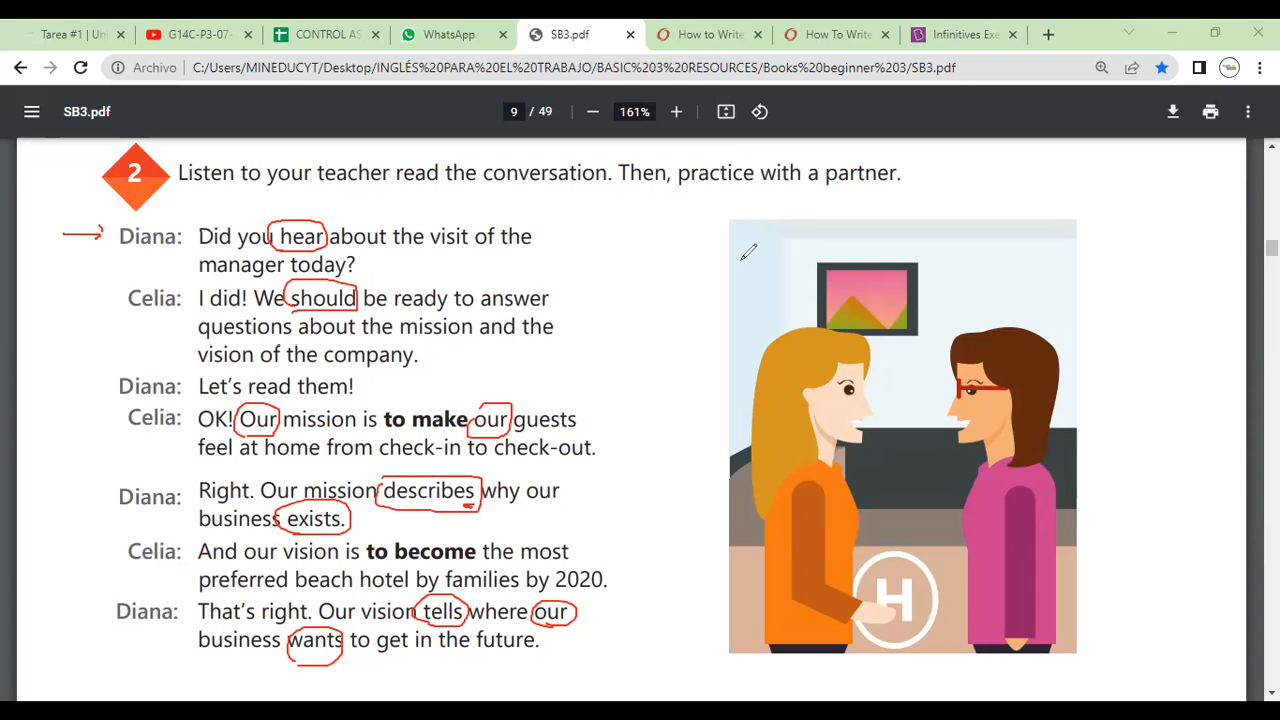 Tarea #1 | Uni
G14C-P3-07-
CONTROL AS
WhatsApp
SB3.pdf
How to Write
How To Write
Infinitives Exe
Archivo
C:/Users/MINEDUCYT/Desktop/INGLÉS%20PARA%20EL%20TRABAJO/BASIC%203%20RESOURCES/Books%20beginner%203/SB3.pdf
SB3.pdf
9 / 49
161%
2 Listen to your teacher read the conversation. Then, practice with a partner.
Diana: Did you hear about the visit of the
manager today?
Celia: I did! We should be ready to answer
questions about the mission and the
vision of the company.
Diana: Let's read them!
Celia: OK! Our mission is to make our guests
feel at home from check-in to check-out.
Diana: Right. Our mission describes why our
business exists.
Celia: And our vision is to become the most
preferred beach hotel by families by 2020.
Diana: That's right. Our vision tells where our
business wants to get in the future.
H